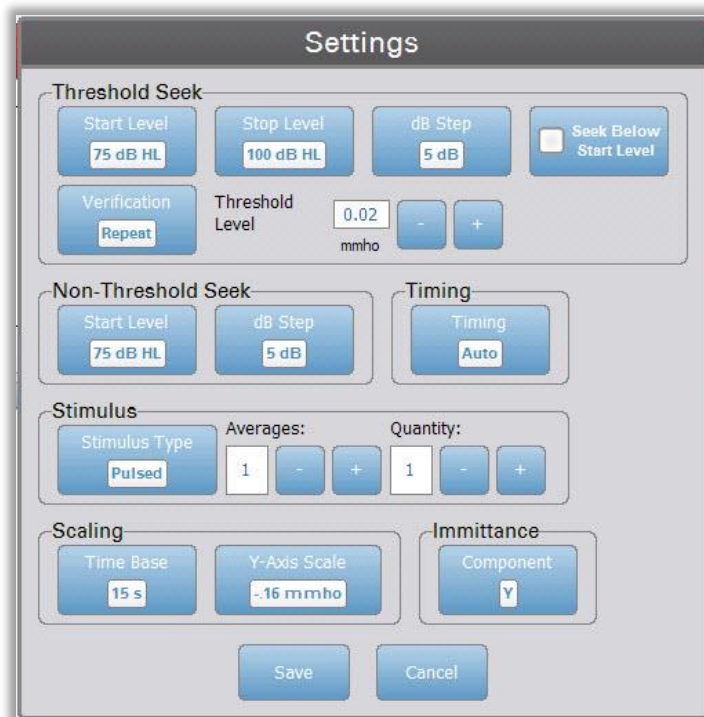 Settings
Threshold Seek
Start Level
75 dB HL
Stop Level
100 dB HL
dB Step
5 dB
Seek Below
Start Level
Verification
Repeat
Threshold
Level
0.02
mmho
-
+
Non-Threshold Seek
Start Level
75 dB HL
dB Step
5 dB
Timing
Timing
Auto
Stimulus
Stimulus Type
Pulsed
Averages:
1
-
+
Quantity:
1
-
+
Scaling
Time Base
15 s
Y-Axis Scale
-.16 mmho
Immittance
Component
Y
Save
Cancel